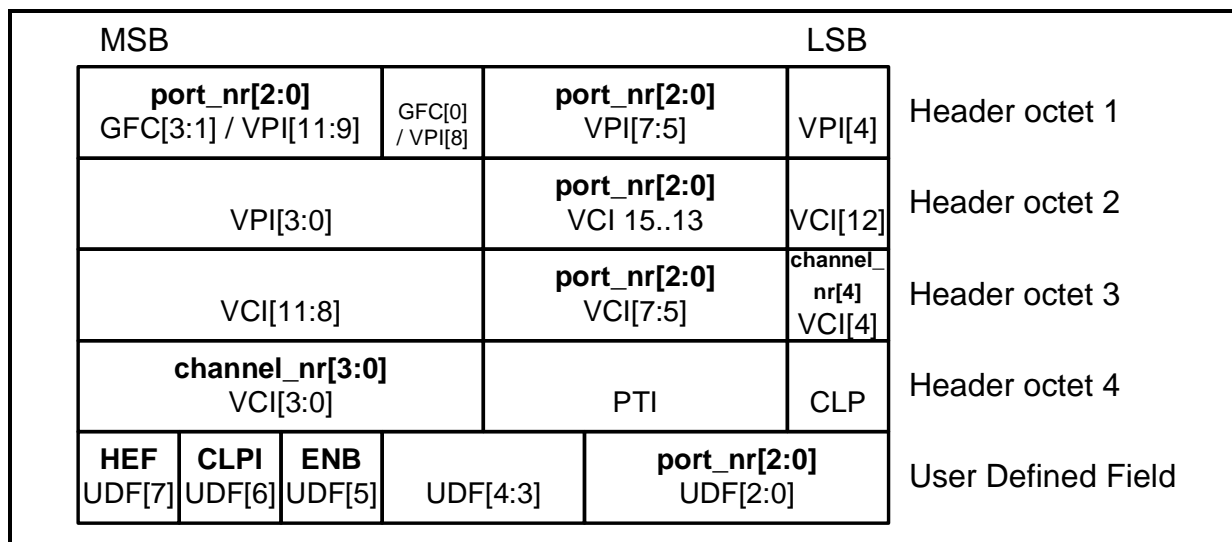 MSB LSB
port_nr[2:0] port_nr[2:0]
GFC[3:1] / VPI[11:9] GFC[0] VPI[7:5] VPI[4] Header octet 1
/ VPI[8]
port_nr[2:0]
VPI[3:0] VCI 15..13 VCI[12] Header octet 2
port_nr[2:0] channel_
nr[4]
VCI[11:8] VCI[7:5] VCI[4] Header octet 3
channel_nr[3:0]
VCI[3:0] PTI CLP Header octet 4
HEF CLPI ENB port_nr[2:0]
UDF[7] UDF[6] UDF[5] UDF[4:3] UDF[2:0] User Defined Field